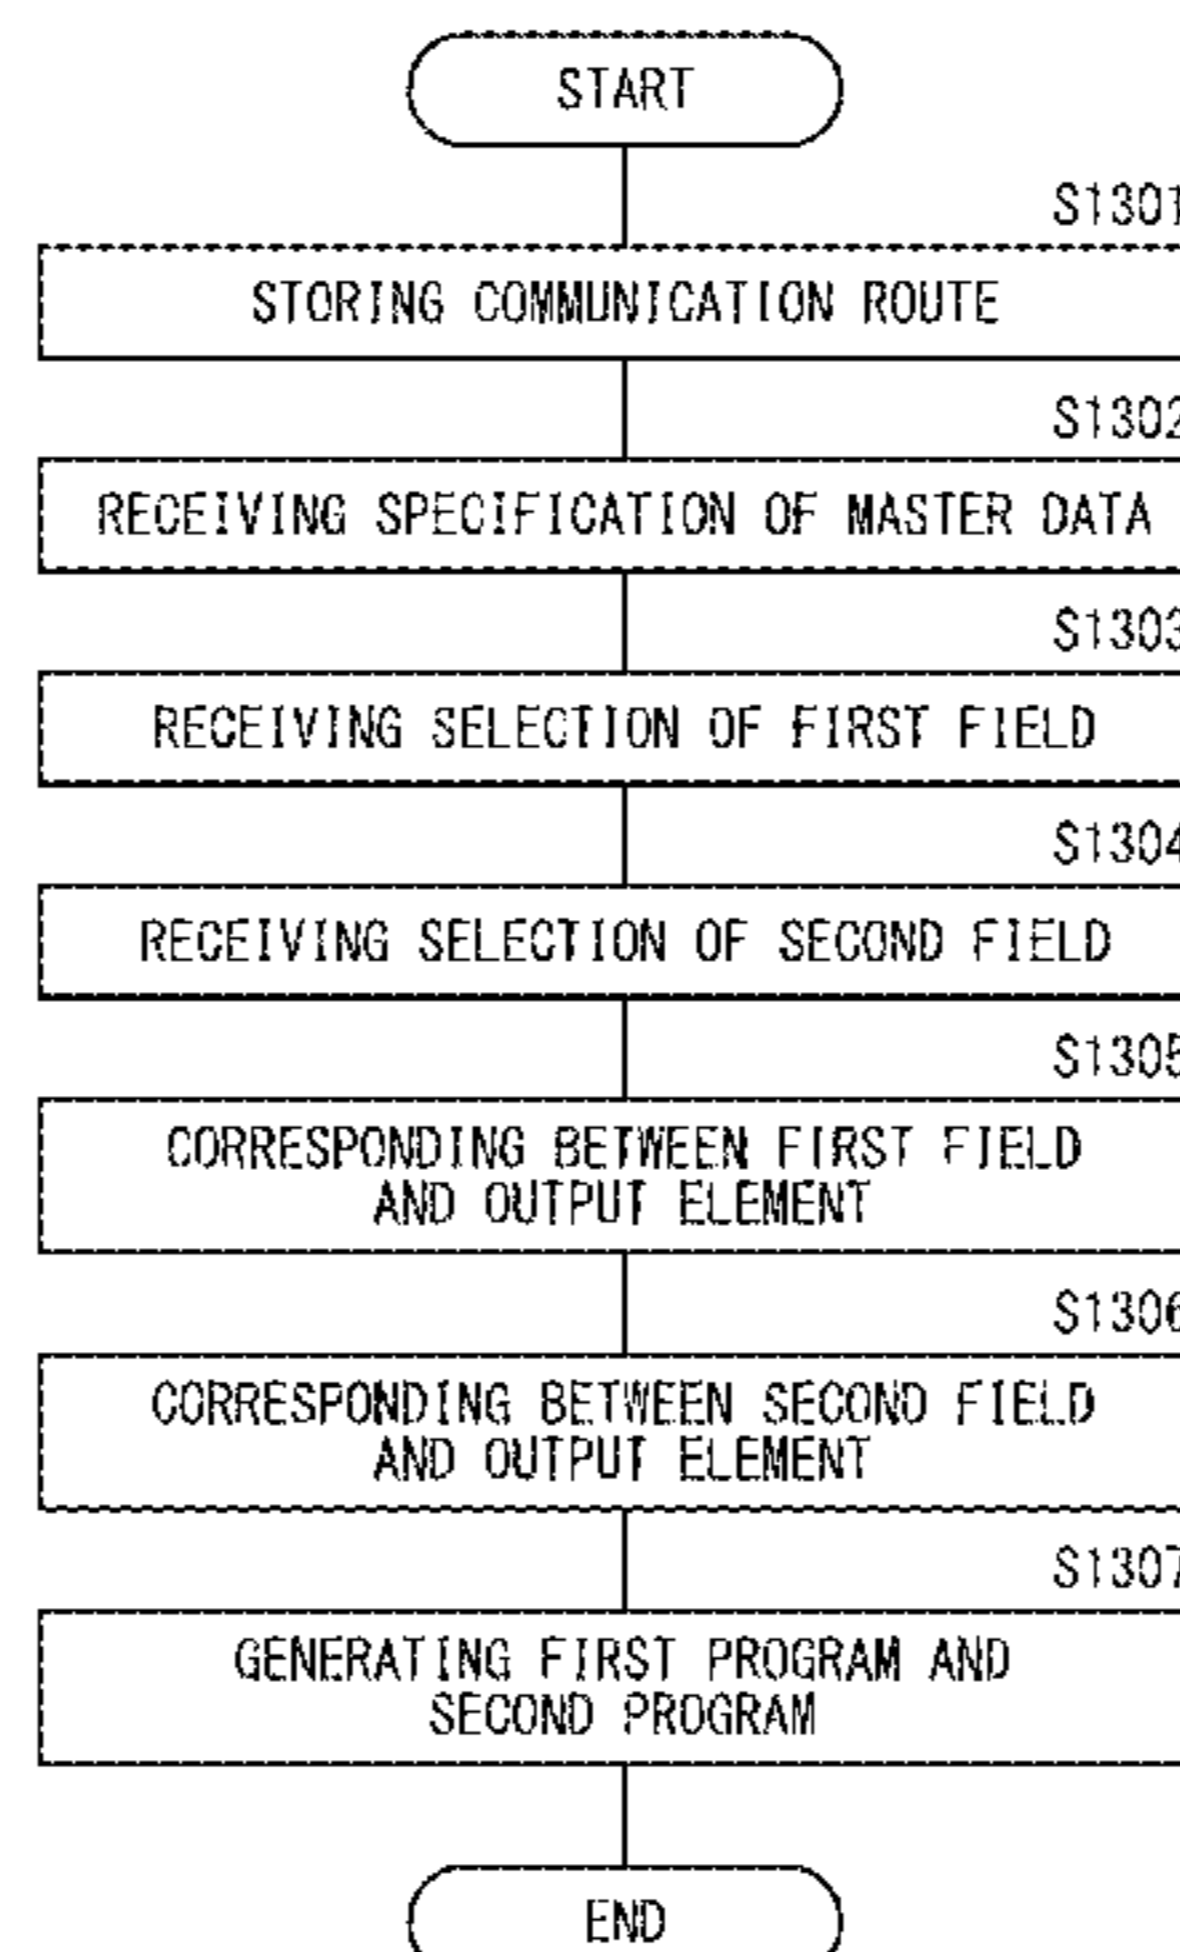 START
S1301
STORING COMMUNICATION ROUTE
S1302
RECEIVING SPECIFICATION OF MASTER DATA
S1303
RECEIVING SELECTION OF FIRST FIELD
S1304
RECEIVING SELECTION OF SECOND FIELD
S1305
CORRESPONDING BETWEEN FIRST FIELD
AND OUTPUT ELEMENT
S1306
CORRESPONDING BETWEEN SECOND FIELD
AND OUTPUT ELEMENT
S1307
GENERATING FIRST PROGRAM AND
SECOND PROGRAM
END